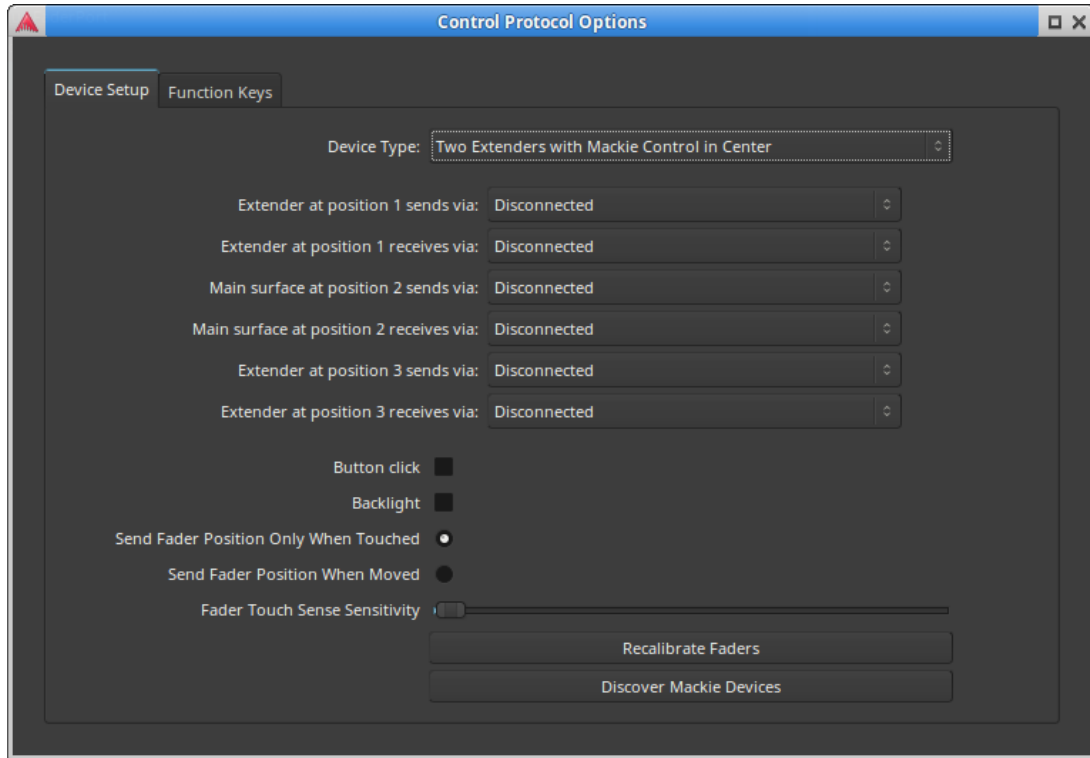 Control Protocol Options
Device Setup
Function Keys
Device Type: Two Extenders with Mackie Control in Center
Extender at position 1 sends via: Disconnected
Extender at position 1 receives via: Disconnected
Main surface at position 2 sends via: Disconnected
Main surface at position 2 receives via: Disconnected
Extender at position 3 sends via: Disconnected
Extender at position 3 receives via: Disconnected
Button click
Backlight
Send Fader Position Only When Touched
Send Fader Position When Moved
Fader Touch Sense Sensitivity
Recalibrate Faders
Discover Mackie Devices